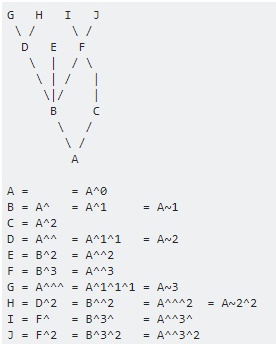 G   H   I   J
 \ /     \ /
  D   E   F
   \  |  / \
    \ | /   |
     \|/    |
      B     C
       \   /
        \ /
         A
A =      = A^0
B = A^   = A^1     = A~1
C = A^2
D = A^^  = A^1^1   = A~2
E = B^2  = A^^2
F = B^3  = A^^3
G = A^^^ = A^1^1^1 = A~3
H = D^2  = B^^2    = A^^^2  = A~2^2
I = F^   = B^3^    = A^^3^
J = F^2  = B^3^2   = A^^3^2